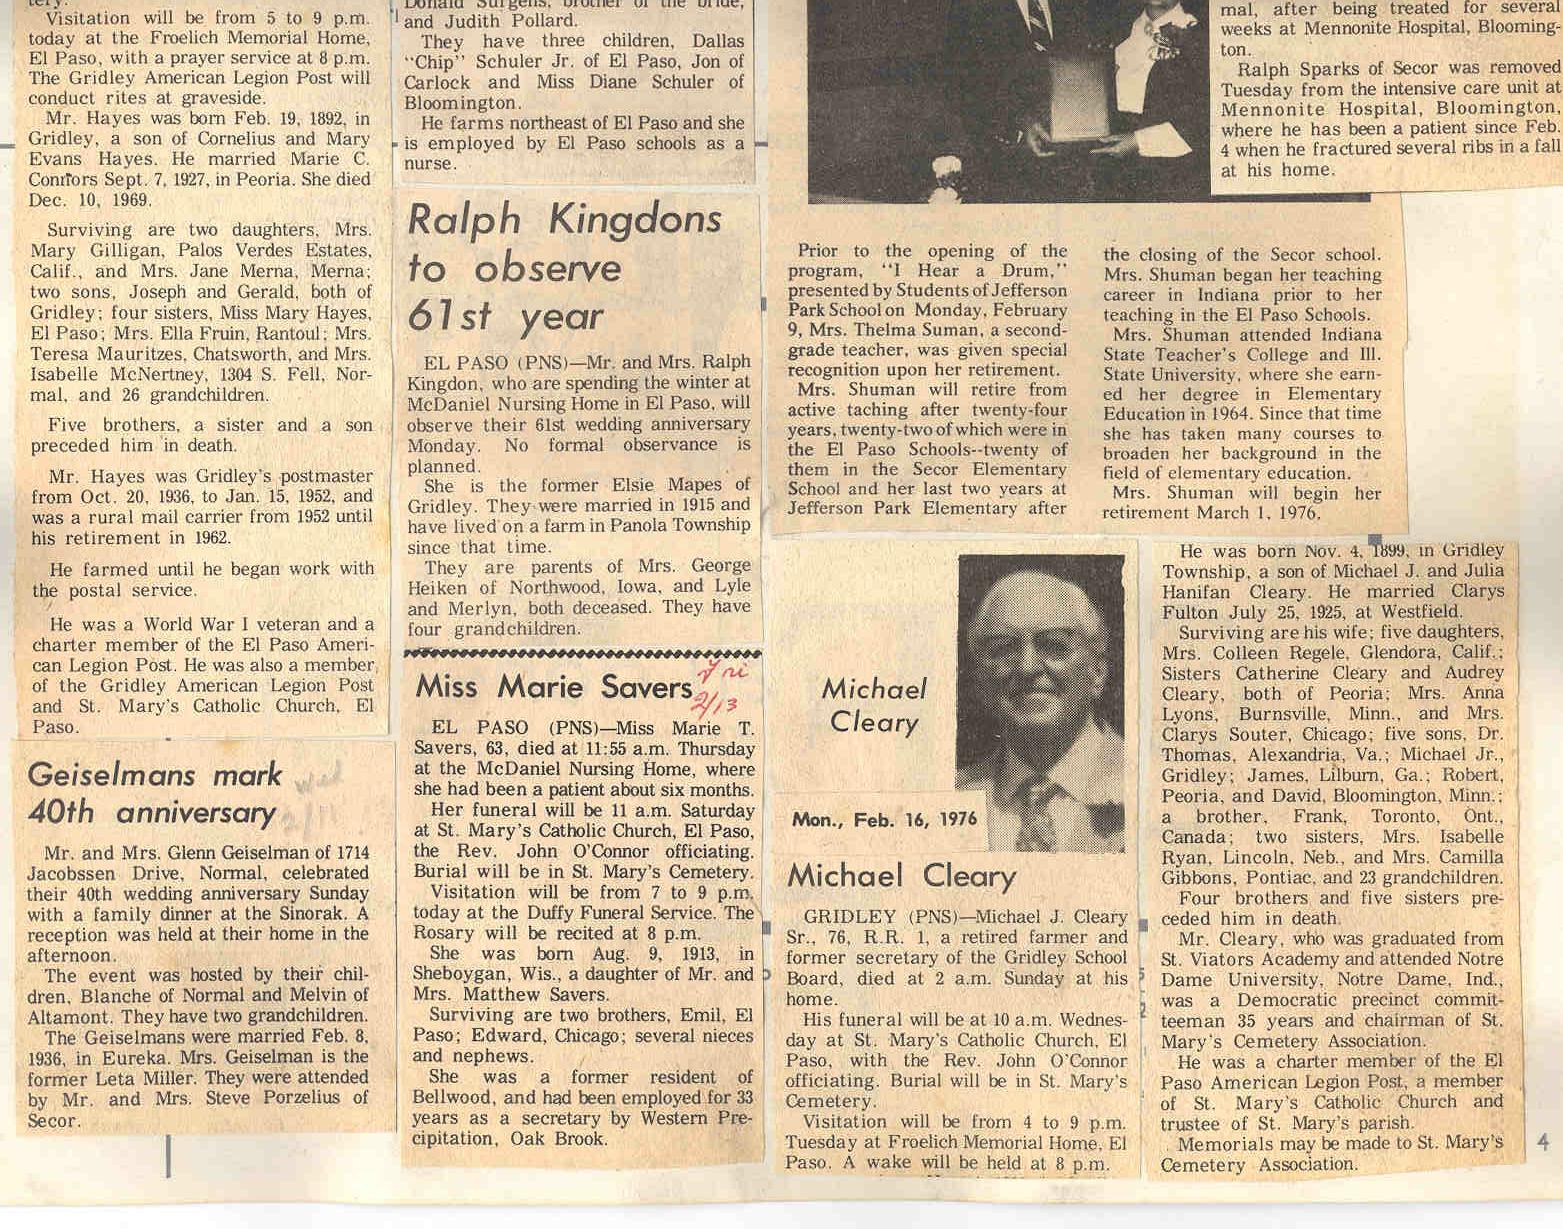 Visitation will be from 5 to 9 p.m.
today at the Froelich Memorial Home,
El Paso, with a prayer service at 8 p.m.
The Gridley American Legion Post will
conduct rites at graveside.
Mr. Hayes was born Feb. 19, 1892, in
Gridley, a son of Cornelius and Mary
Evans Hayes. He married Marie C.
Connors Sept. 7, 1927, in Peoria. She died
Dec. 10, 1969.
Surviving are two daughters, Mrs.
Mary Gilligan, Palos Verdes Estates,
Calif., and Mrs. Jane Merna, Merna;
two sons, Joseph and Gerald, both of
Gridley; four sisters, Miss Mary Hayes,
El Paso; Mrs. Ella Fruin, Rantoul; Mrs.
Teresa Mauritzes, Chatsworth, and Mrs.
Isabelle McNertney, 1304 S. Fell, Nor-
mal, and 26 grandchildren.
Five brothers, a sister and a son
preceded him in death.
Mr. Hayes was Gridley's postmaster
from Oct. 20, 1936, to Jan. 15, 1952, and
was a rural mail carrier from 1952 until
his retirement in 1962.
He farmed until he began work with
the postal service.
He was a World War I veteran and a
charter member of the El Paso Ameri-
can Legion Post. He was also a member
of the Gridley American Legion Post
and St. Mary's Catholic Church, El
Paso.
Geiselmans mark
40th anniversary
Wed
2/11
Mr. and Mrs. Glenn Geiselman of 1714
Jacobssen Drive, Normal, celebrated
their 40th wedding anniversary Sunday
with a family dinner at the Sinorak. A
reception was held at their home in the
afternoon.
The event was hosted by their chil-
dren, Blanche of Normal and Melvin of
Altamont. They have two grandchildren.
The Geiselmans were married Feb. 8,
1936, in Eureka. Mrs. Geiselman is the
former Leta Miller. They were attended
by Mr. and Mrs. Steve Porzelius of
Secor.
Donald Surgens, brother of the bride,
and Judith Pollard.
They have three children, Dallas
"Chip" Schuler Jr. of El Paso, Jon of
Carlock and Miss Diane Schuler of
Bloomington.
He farms northeast of El Paso and she
is employed by El Paso schools as a
nurse.
Ralph Kingdons
to observe
61st year
EL PASO (PNS)—Mr. and Mrs. Ralph
Kingdon, who are spending the winter at
McDaniel Nursing Home in El Paso, will
observe their 61st wedding anniversary
Monday. No formal observance is
planned.
She is the former Elsie Mapes of
Gridley. They were married in 1915 and
have lived on a farm in Panola Township
since that time.
They are parents of Mrs. George
Heiken of Northwood, Iowa, and Lyle
and Merlyn, both deceased. They have
four grandchildren.
Miss Marie Savers
Fri
2/13
EL PASO (PNS)—Miss Marie T.
Savers, 63, died at 11:55 a.m. Thursday
at the McDaniel Nursing Home, where
she had been a patient about six months.
Her funeral will be 11 a.m. Saturday
at St. Mary's Catholic Church, El Paso,
the Rev. John O'Connor officiating.
Burial will be in St. Mary's Cemetery.
Visitation will be from 7 to 9 p.m.
today at the Duffy Funeral Service. The
Rosary will be recited at 8 p.m.
She was born Aug. 9, 1913, in
Sheboygan, Wis., a daughter of Mr. and
Mrs. Matthew Savers.
Surviving are two brothers, Emil, El
Paso; Edward, Chicago; several nieces
and nephews.
She was a former resident of
Bellwood, and had been employed for 33
years as a secretary by Western Pre-
cipitation, Oak Brook.
mal, after being treated for several
weeks at Mennonite Hospital, Blooming-
ton.
Ralph Sparks of Secor was removed
Tuesday from the intensive care unit at
Mennonite Hospital, Bloomington,
where he has been a patient since Feb.
4 when he fractured several ribs in a fall
at his home.
Prior to the opening of the
program, "I Hear a Drum,"
presented by Students of Jefferson
Park School on Monday, February
9, Mrs. Thelma Suman, a second-
grade teacher, was given special
recognition upon her retirement.
Mrs. Shuman will retire from
active taching after twenty-four
years, twenty-two of which were in
the El Paso Schools--twenty of
them in the Secor Elementary
School and her last two years at
Jefferson Park Elementary after
the closing of the Secor school.
Mrs. Shuman began her teaching
career in Indiana prior to her
teaching in the El Paso Schools.
Mrs. Shuman attended Indiana
State Teacher's College and Ill.
State University, where she earn-
ed her degree in Elementary
Education in 1964. Since that time
she has taken many courses to
broaden her background in the
field of elementary education.
Mrs. Shuman will begin her
retirement March 1, 1976.
Michael
Cleary
Mon., Feb. 16, 1976
Michael Cleary
GRIDLEY (PNS)—Michael J. Cleary
Sr., 76, R.R. 1, a retired farmer and
former secretary of the Gridley School
Board, died at 2 a.m. Sunday at his
home.
His funeral will be at 10 a.m. Wednes-
day at St. Mary's Catholic Church, El
Paso, with the Rev. John O'Connor
officiating. Burial will be in St. Mary's
Cemetery.
Visitation will be from 4 to 9 p.m.
Tuesday at Froelich Memorial Home, El
Paso. A wake will be held at 8 p.m.
He was born Nov. 4, 1899, in Gridley
Township, a son of Michael J. and Julia
Hanifan Cleary. He married Clarys
Fulton July 25, 1925, at Westfield.
Surviving are his wife; five daughters,
Mrs. Colleen Regele, Glendora, Calif.;
Sisters Catherine Cleary and Audrey
Cleary, both of Peoria; Mrs. Anna
Lyons, Burnsville, Minn., and Mrs.
Clarys Souter, Chicago; five sons, Dr.
Thomas, Alexandria, Va.; Michael Jr.,
Gridley; James, Lilburn, Ga.; Robert,
Peoria, and David, Bloomington, Minn.;
a brother, Frank, Toronto, Ont.,
Canada; two sisters, Mrs. Isabelle
Ryan, Lincoln, Neb., and Mrs. Camilla
Gibbons, Pontiac, and 23 grandchildren.
Four brothers and five sisters pre-
ceded him in death.
Mr. Cleary, who was graduated from
St. Viators Academy and attended Notre
Dame University, Notre Dame, Ind.,
was a Democratic precinct commit-
teeman 35 years and chairman of St.
Mary's Cemetery Association.
He was a charter member of the El
Paso American Legion Post, a member
of St. Mary's Catholic Church and
trustee of St. Mary's parish.
Memorials may be made to St. Mary's
Cemetery Association.
4